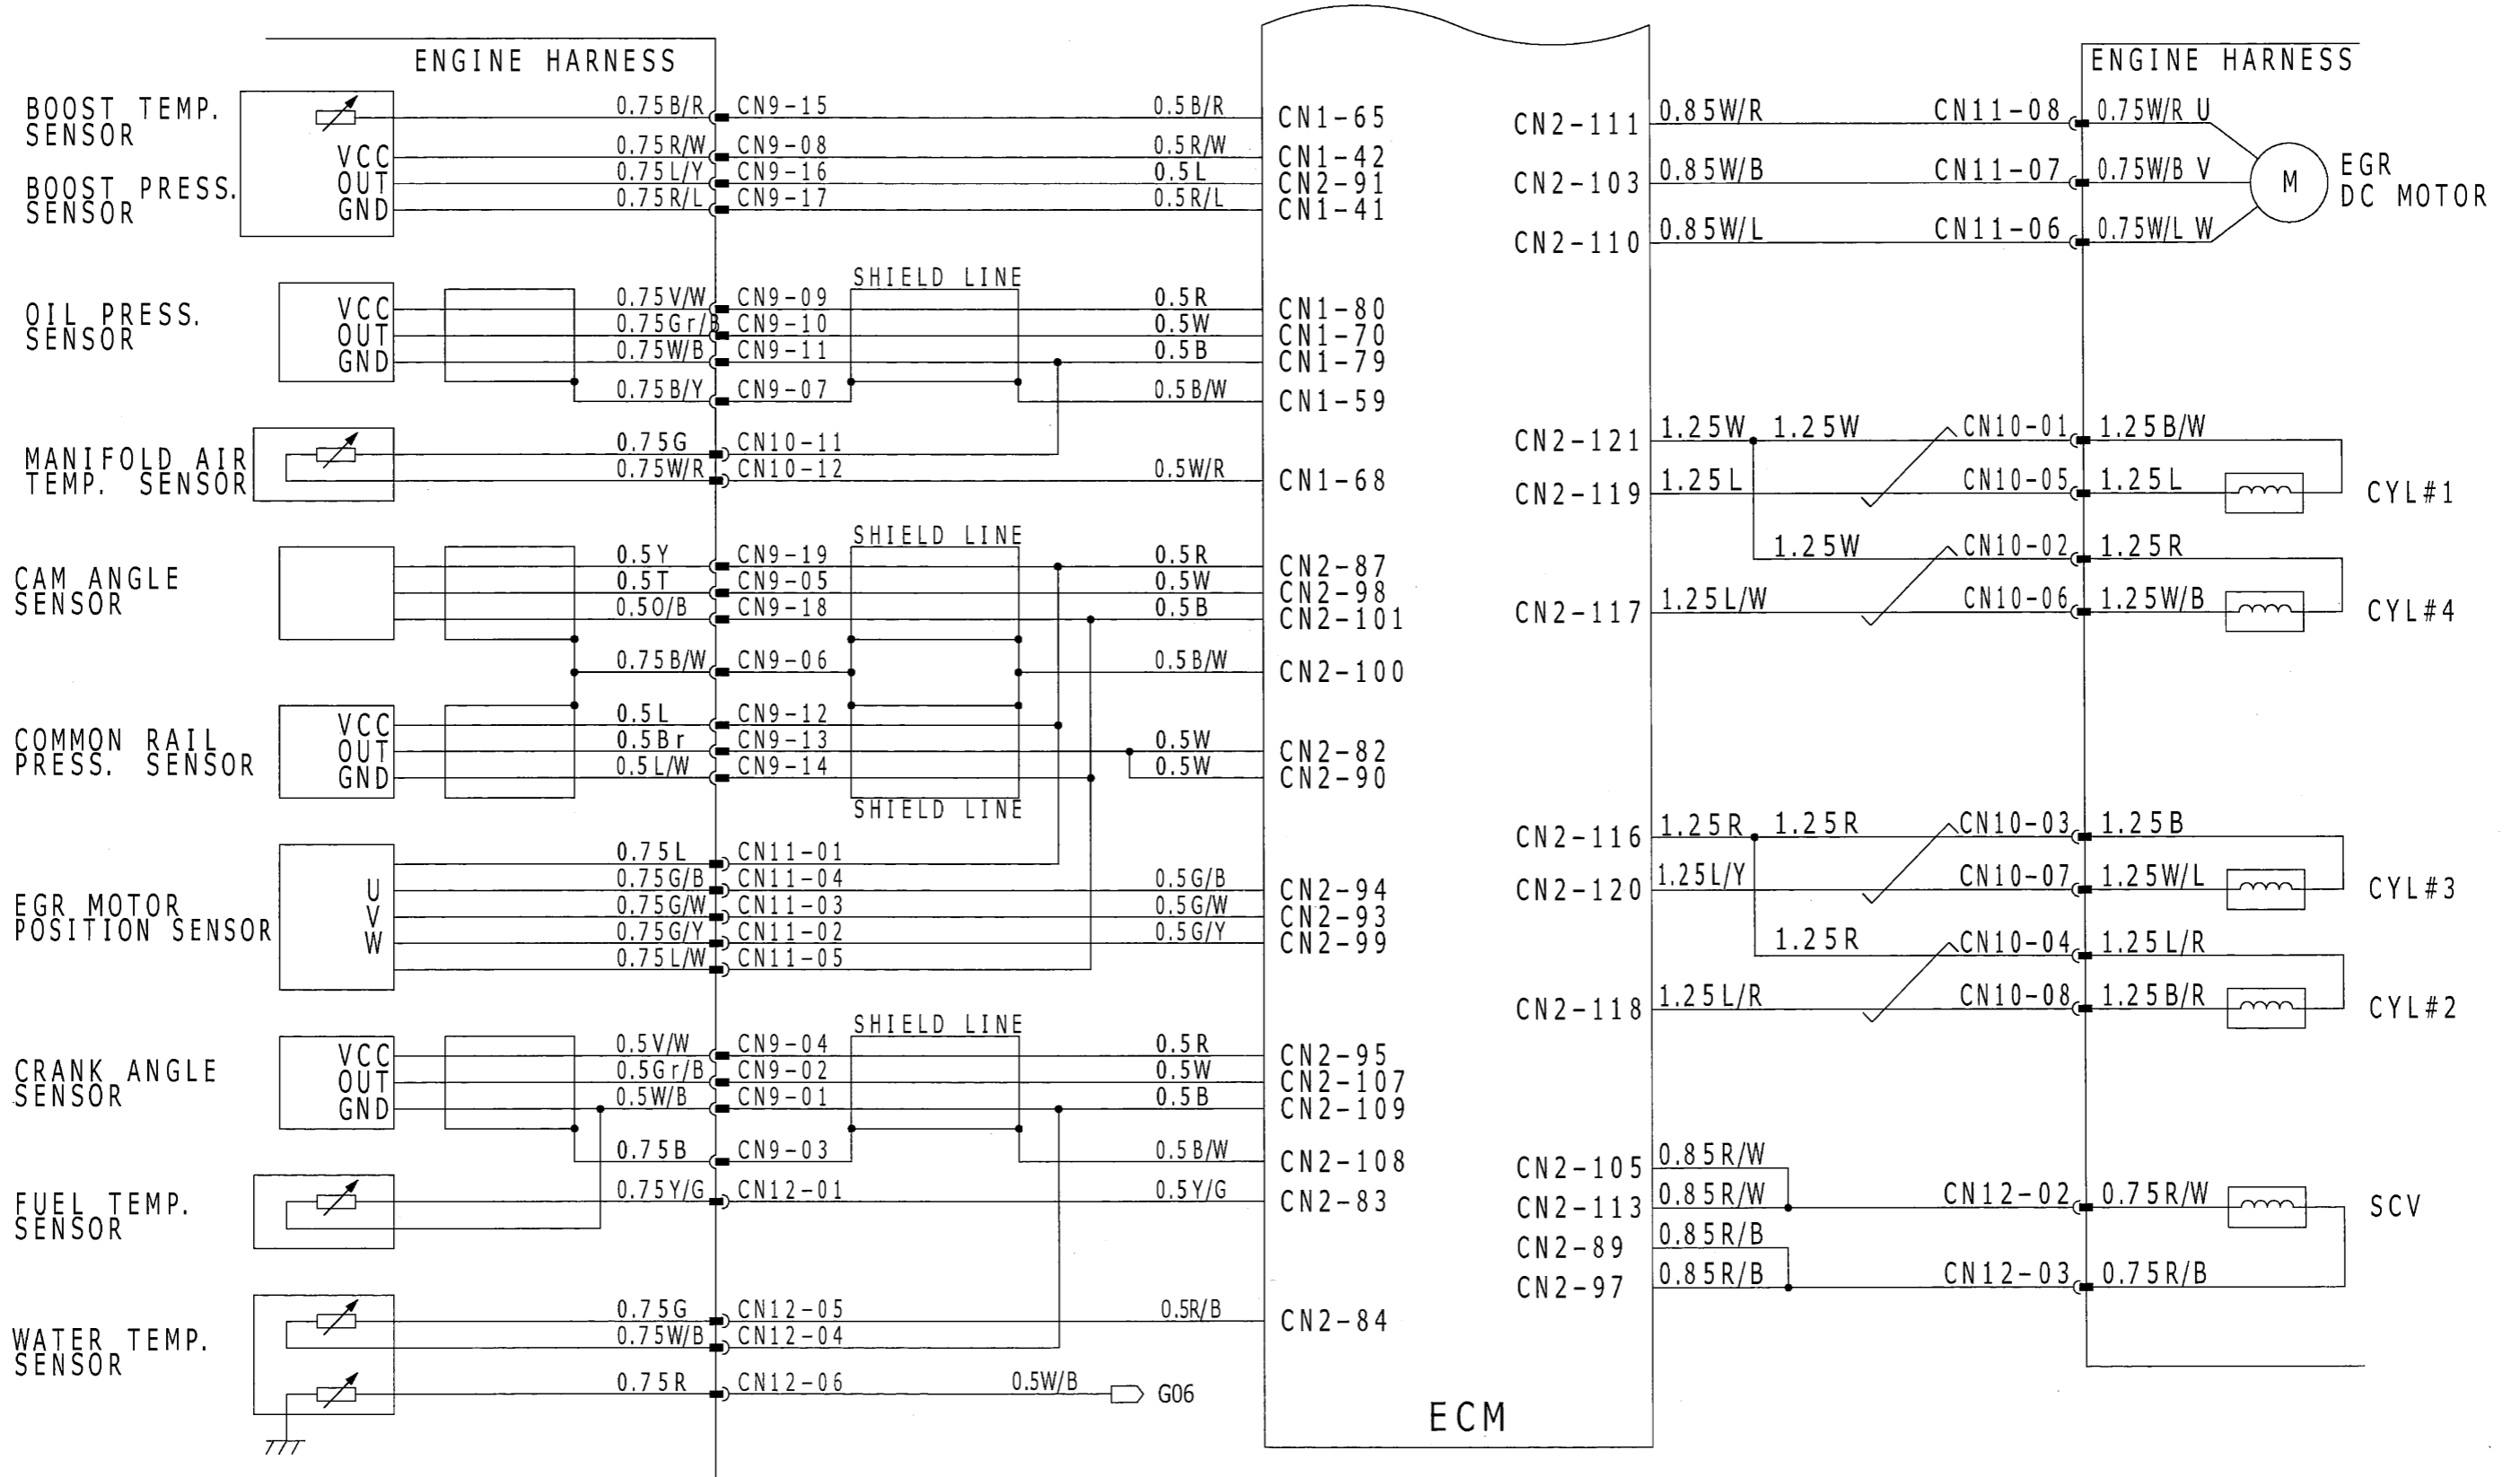 ENGINE HARNESS
BOOST TEMP.
SENSOR
BOOST PRESS.
SENSOR
VCC
OUT
GND
0.75B/R CN9-15 0.5B/R CN1-65
0.75R/W CN9-08 0.5R/W CN1-42
0.75L/Y CN9-16 0.5L CN2-91
0.75R/L CN9-17 0.5R/L CN1-41
OIL PRESS.
SENSOR
VCC
OUT
GND
SHIELD LINE
0.75V/W CN9-09 0.5R CN1-80
0.75Gr/B CN9-10 0.5W CN1-70
0.75W/B CN9-11 0.5B CN1-79
0.75B/Y CN9-07 0.5B/W CN1-59
MANIFOLD AIR
TEMP. SENSOR
0.75G CN10-11
0.75W/R CN10-12 0.5W/R CN1-68
CAM ANGLE
SENSOR
SHIELD LINE
0.5Y CN9-19 0.5R CN2-87
0.5T CN9-05 0.5W CN2-98
0.5O/B CN9-18 0.5B CN2-101
0.75B/W CN9-06 0.5B/W CN2-100
COMMON RAIL
PRESS. SENSOR
VCC
OUT
GND
0.5L CN9-12
0.5Br CN9-13 0.5W CN2-82
0.5L/W CN9-14 0.5W CN2-90
SHIELD LINE
EGR MOTOR
POSITION SENSOR
U
V
W
0.75L CN11-01
0.75G/B CN11-04 0.5G/B CN2-94
0.75G/W CN11-03 0.5G/W CN2-93
0.75G/Y CN11-02 0.5G/Y CN2-99
0.75L/W CN11-05
CRANK ANGLE
SENSOR
VCC
OUT
GND
SHIELD LINE
0.5V/W CN9-04 0.5R CN2-95
0.5Gr/B CN9-02 0.5W CN2-107
0.5W/B CN9-01 0.5B CN2-109
0.75B CN9-03 0.5B/W CN2-108
FUEL TEMP.
SENSOR
0.75Y/G CN12-01 0.5Y/G CN2-83
WATER TEMP.
SENSOR
0.75G CN12-05 0.5R/B CN2-84
0.75W/B CN12-04
0.75R CN12-06 0.5W/B G06
ECM
ENGINE HARNESS
CN2-111 0.85W/R CN11-08 0.75W/R U
CN2-103 0.85W/B CN11-07 0.75W/B V
CN2-110 0.85W/L CN11-06 0.75W/L W
M
EGR
DC MOTOR
CN2-121 1.25W 1.25W CN10-01 1.25B/W
CN2-119 1.25L CN10-05 1.25L CYL#1
1.25W CN10-02 1.25R
CN2-117 1.25L/W CN10-06 1.25W/B CYL#4
CN2-116 1.25R 1.25R CN10-03 1.25B
CN2-120 1.25L/Y CN10-07 1.25W/L CYL#3
1.25R CN10-04 1.25L/R
CN2-118 1.25L/R CN10-08 1.25B/R CYL#2
CN2-105 0.85R/W
CN2-113 0.85R/W CN12-02 0.75R/W SCV
CN2-89 0.85R/B
CN2-97 0.85R/B CN12-03 0.75R/B